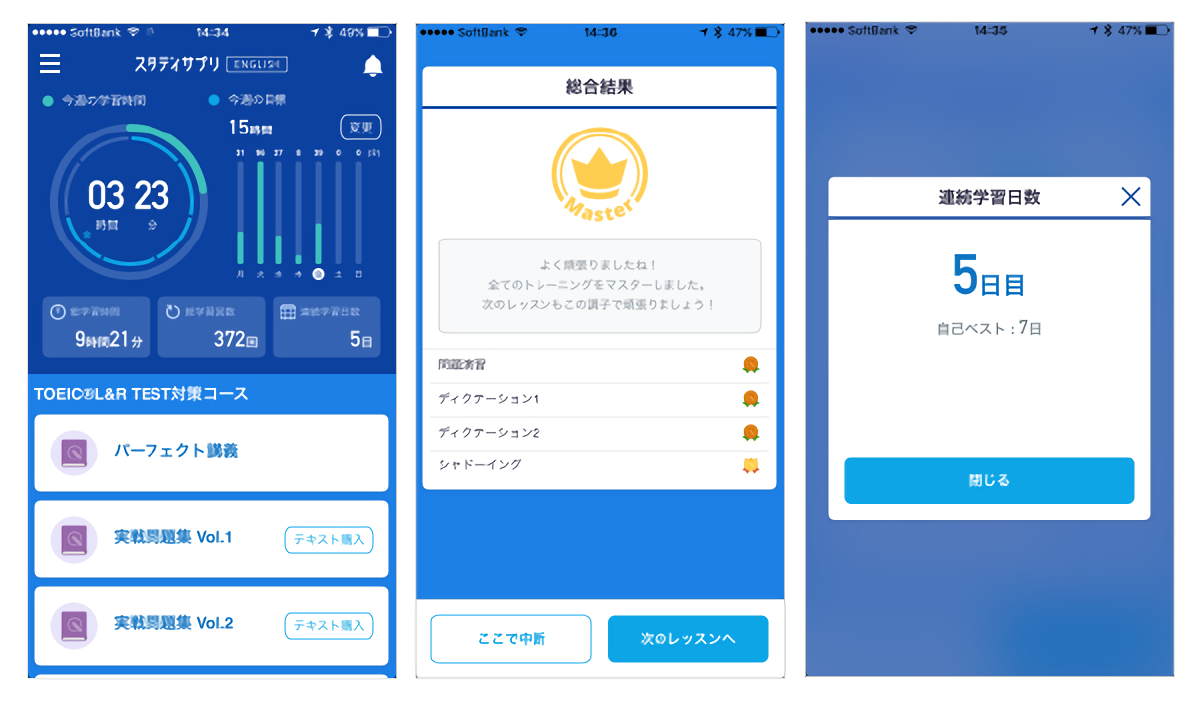 SoftBank 14:34 49%
スタディサプリ ENGLISH
今週の学習時間
今週の目標
15時間 変更
31 96 27 8 39 0 0 (分)
03 23
時間 分
月 火 水 木 金 土 日
総学習時間
9時間21分
総学習回数
372回
連続学習日数
5日
TOEIC®L&R TEST対策コース
パーフェクト講義
実戦問題集 Vol.1 テキスト購入
実戦問題集 Vol.2 テキスト購入
SoftBank 14:36 47%
総合結果
Master
よく頑張りましたね！
全てのトレーニングをマスターしました。
次のレッスンもこの調子で頑張りましょう！
問題演習
ディクテーション1
ディクテーション2
シャドーイング
ここで中断 次のレッスンへ
SoftBank 14:35 47%
連続学習日数
5日目
自己ベスト : 7日
閉じる